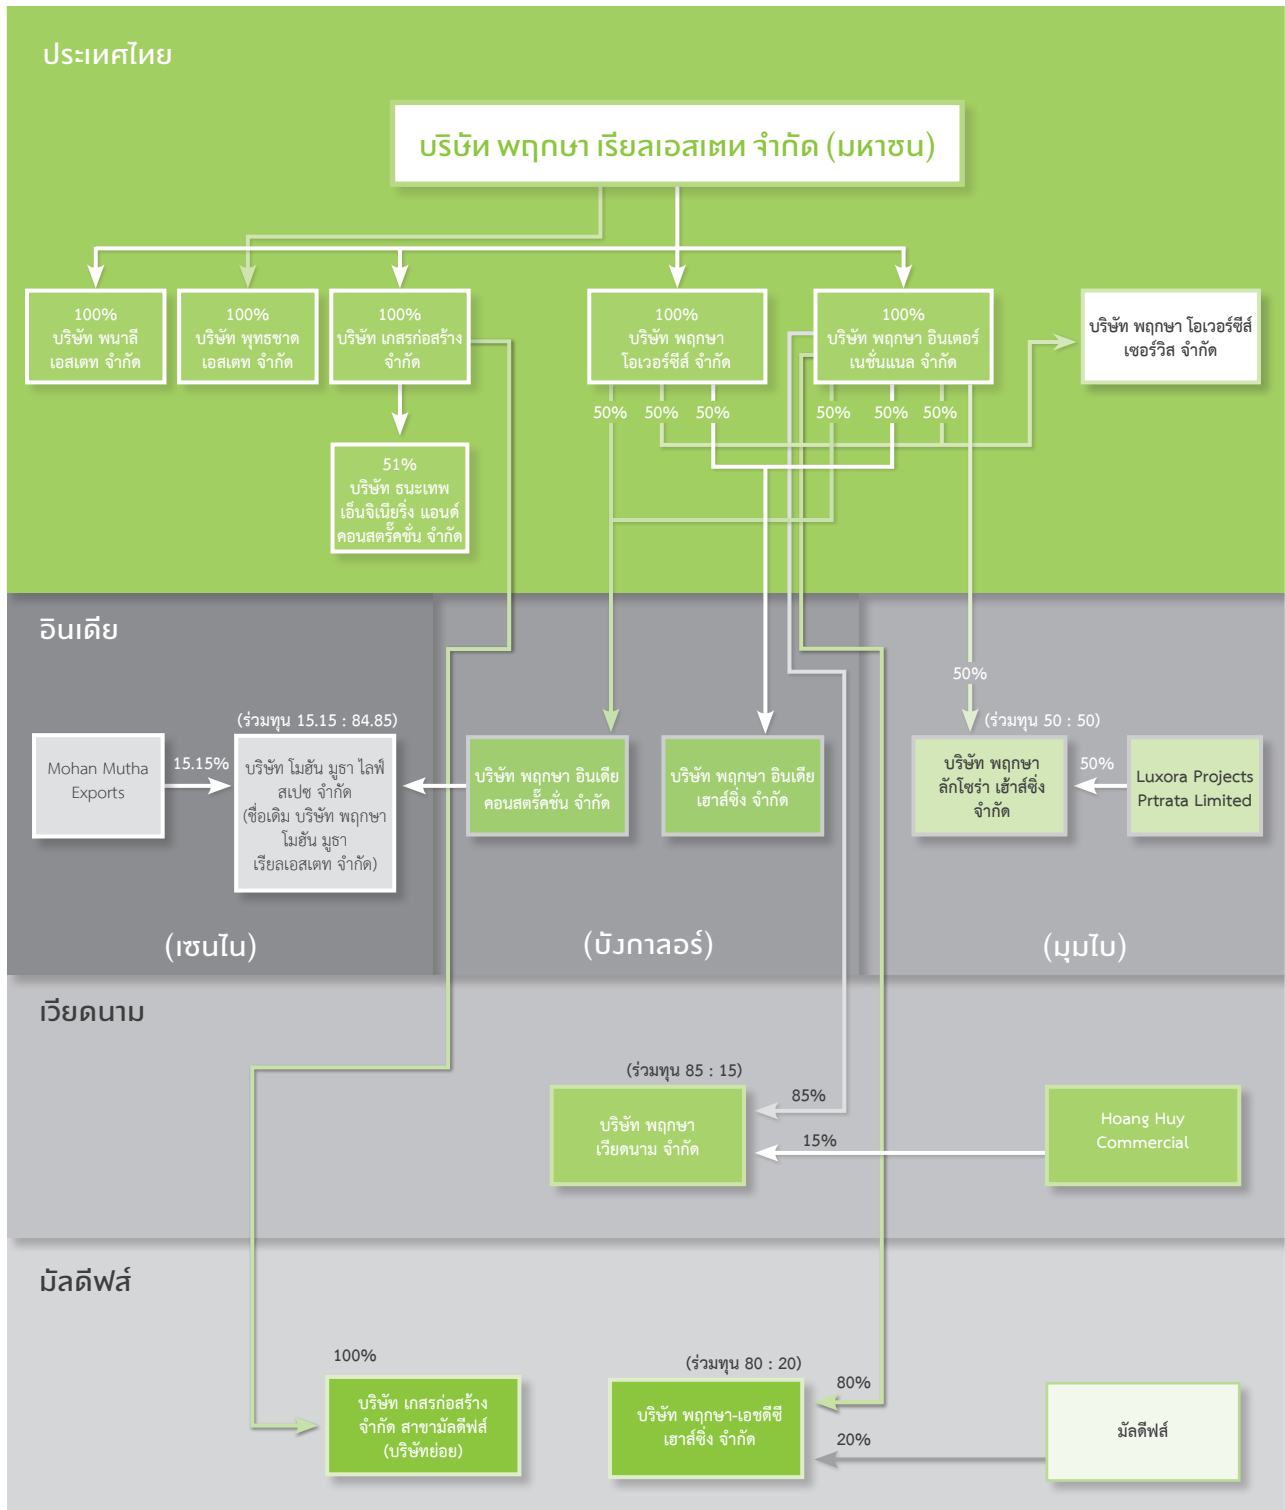 ประเทศไทย
บริษัท พฤกษา เรียลเอสเตท จำกัด (มหาชน)
100%
บริษัท พนาลี
เอสเตท จำกัด
100%
บริษัท พุทธชาด
เอสเตท จำกัด
100%
บริษัท เกสรก่อสร้าง
จำกัด
100%
บริษัท พฤกษา
โอเวอร์ซีส์ จำกัด
100%
บริษัท พฤกษา อินเตอร์
เนชั่นแนล จำกัด
บริษัท พฤกษา โอเวอร์ซีส์
เซอร์วิส จำกัด
50% 50% 50%
50% 50% 50%
51%
บริษัท ธนะเทพ
เอ็นจิเนียริ่ง แอนด์
คอนสตรั๊คชั่น จำกัด
อินเดีย
50%
(ร่วมทุน 15.15 : 84.85)
(ร่วมทุน 50 : 50)
Mohan Mutha
Exports
15.15%
บริษัท โมฮัน มูธา ไลฟ์
สเปซ จำกัด
(ชื่อเดิม บริษัท พฤกษา
โมฮัน มูธา
เรียลเอสเตท จำกัด)
บริษัท พฤกษา อินเดีย
คอนสตรั๊คชั่น จำกัด
บริษัท พฤกษา อินเดีย
เฮาส์ซิ่ง จำกัด
บริษัท พฤกษา
ลักโซร่า เฮ้าส์ซิ่ง
จำกัด
50%
Luxora Projects
Prtrata Limited
(เซนไน)
(บังกาลอร์)
(มุมไบ)
เวียดนาม
(ร่วมทุน 85 : 15)
บริษัท พฤกษา
เวียดนาม จำกัด
85%
15%
Hoang Huy
Commercial
มัลดีฟส์
100%
บริษัท เกสรก่อสร้าง
จำกัด สาขามัลดีฟส์
(บริษัทย่อย)
(ร่วมทุน 80 : 20)
บริษัท พฤกษา-เอชดีซี
เฮาส์ซิ่ง จำกัด
80%
20%
มัลดีฟส์